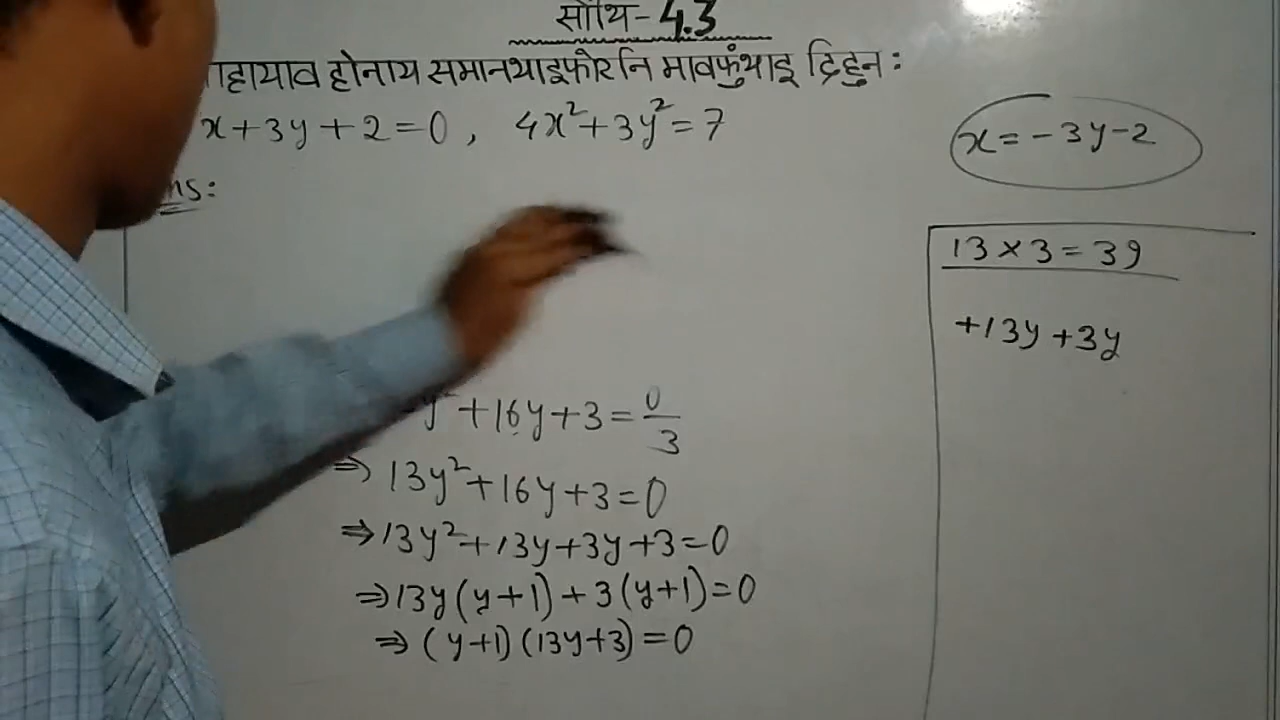 सोंथि- 4.3
गाहायाव होनाय समानथाइफोरनि मावफुंथाइ दिहुन :
x+3y+2=0 , 4x²+3y²=7
x=-3y-2
ns:
13×3=39
+13y+3y
y² +16y+3=0/3
⇒ 13y²+16y+3=0
⇒13y²+13y+3y+3=0
⇒13y(y+1)+3(y+1)=0
⇒ (y+1)(13y+3)=0